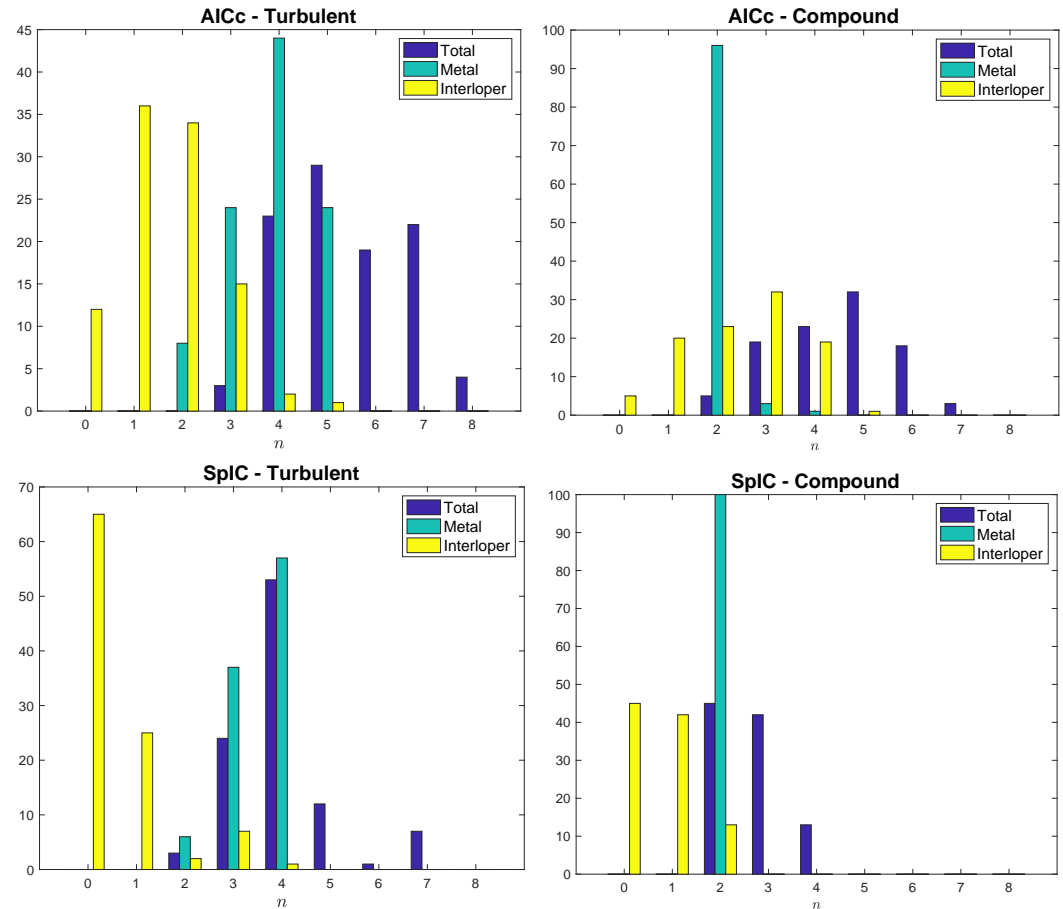 AICc - Turbulent
45
40
35
30
25
20
15
10
5
0
Total
Metal
Interloper
0 1 2 3 4 5 6 7 8
n
AICc - Compound
100
90
80
70
60
50
40
30
20
10
0
Total
Metal
Interloper
0 1 2 3 4 5 6 7 8
n
SpIC - Turbulent
70
60
50
40
30
20
10
0
Total
Metal
Interloper
0 1 2 3 4 5 6 7 8
n
SpIC - Compound
100
90
80
70
60
50
40
30
20
10
0
Total
Metal
Interloper
0 1 2 3 4 5 6 7 8
n